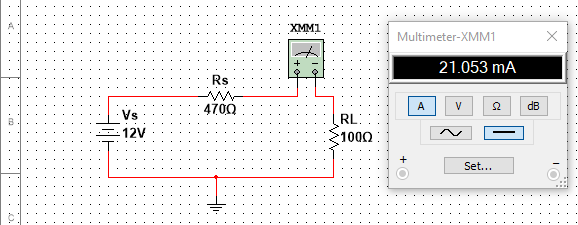 A
B
C
XMM1
Rs
470Ω
Vs
12V
RL
100Ω
Multimeter-XMM1
21.053 mA
A V Ω dB
Set...
+ −